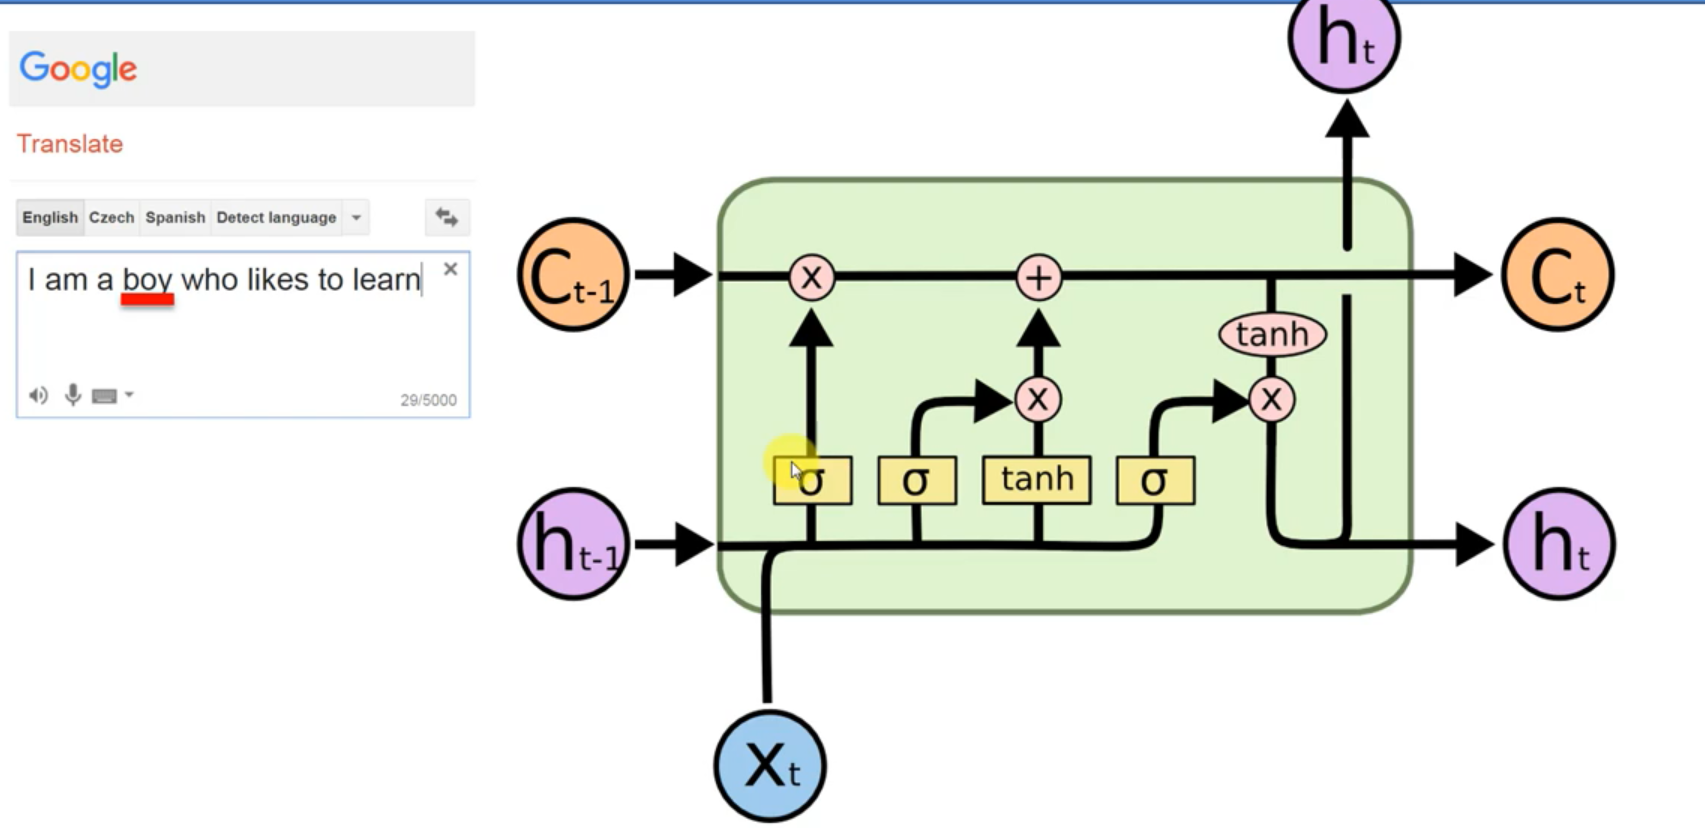 Google
Translate
English Czech Spanish Detect language
I am a boy who likes to learn
29/5000
ht
Ct-1
x
+
Ct
tanh
x
x
σ
σ
tanh
σ
ht-1
ht
xt